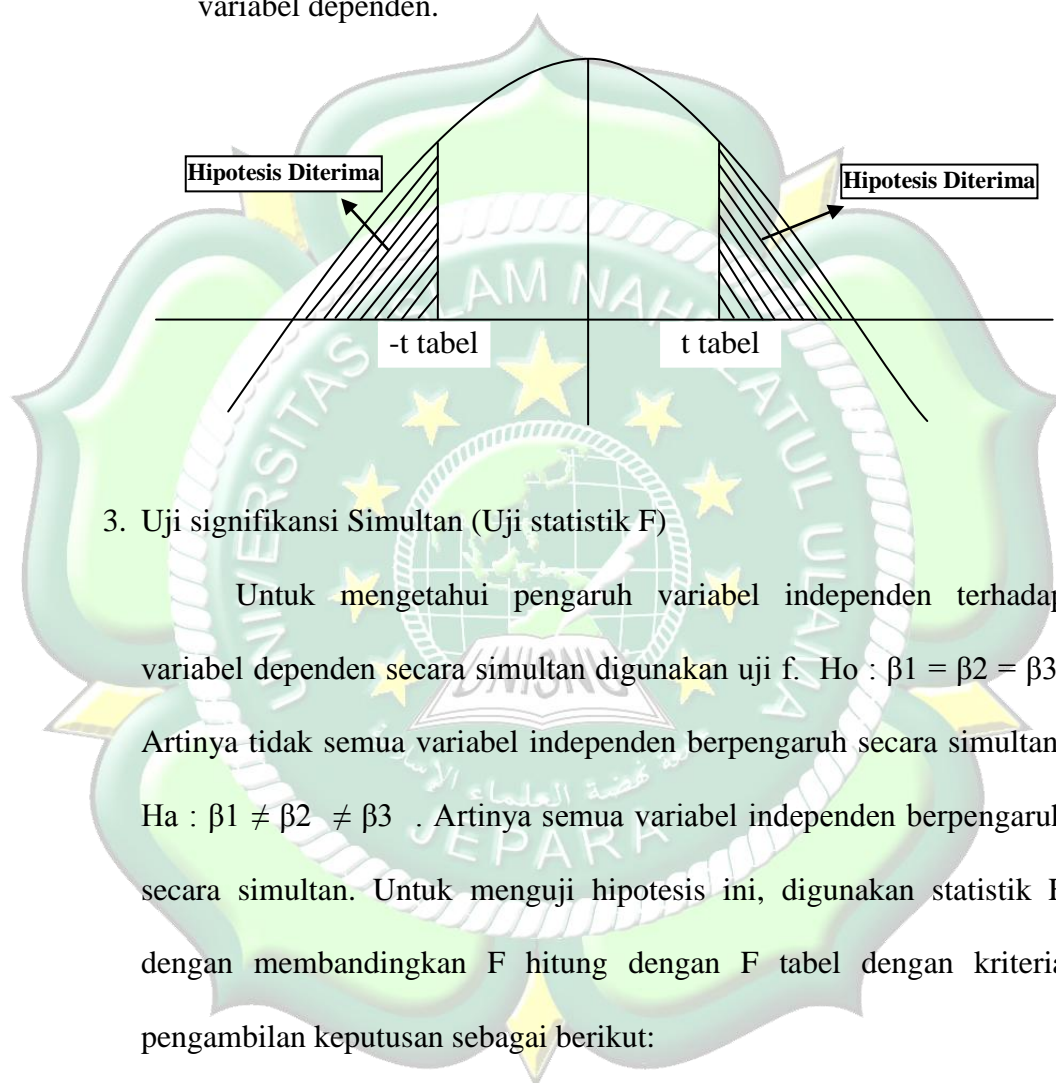 variabel dependen.
Hipotesis Diterima
Hipotesis Diterima
-t tabel
t tabel
3. Uji signifikansi Simultan (Uji statistik F)
Untuk mengetahui pengaruh variabel independen terhadap
variabel dependen secara simultan digunakan uji f. Ho : β1 = β2 = β3
Artinya tidak semua variabel independen berpengaruh secara simultan
Ha : β1 ≠ β2 ≠ β3 . Artinya semua variabel independen berpengaruh
secara simultan. Untuk menguji hipotesis ini, digunakan statistik F
dengan membandingkan F hitung dengan F tabel dengan kriteria
pengambilan keputusan sebagai berikut:
UNISNU
JEPARA